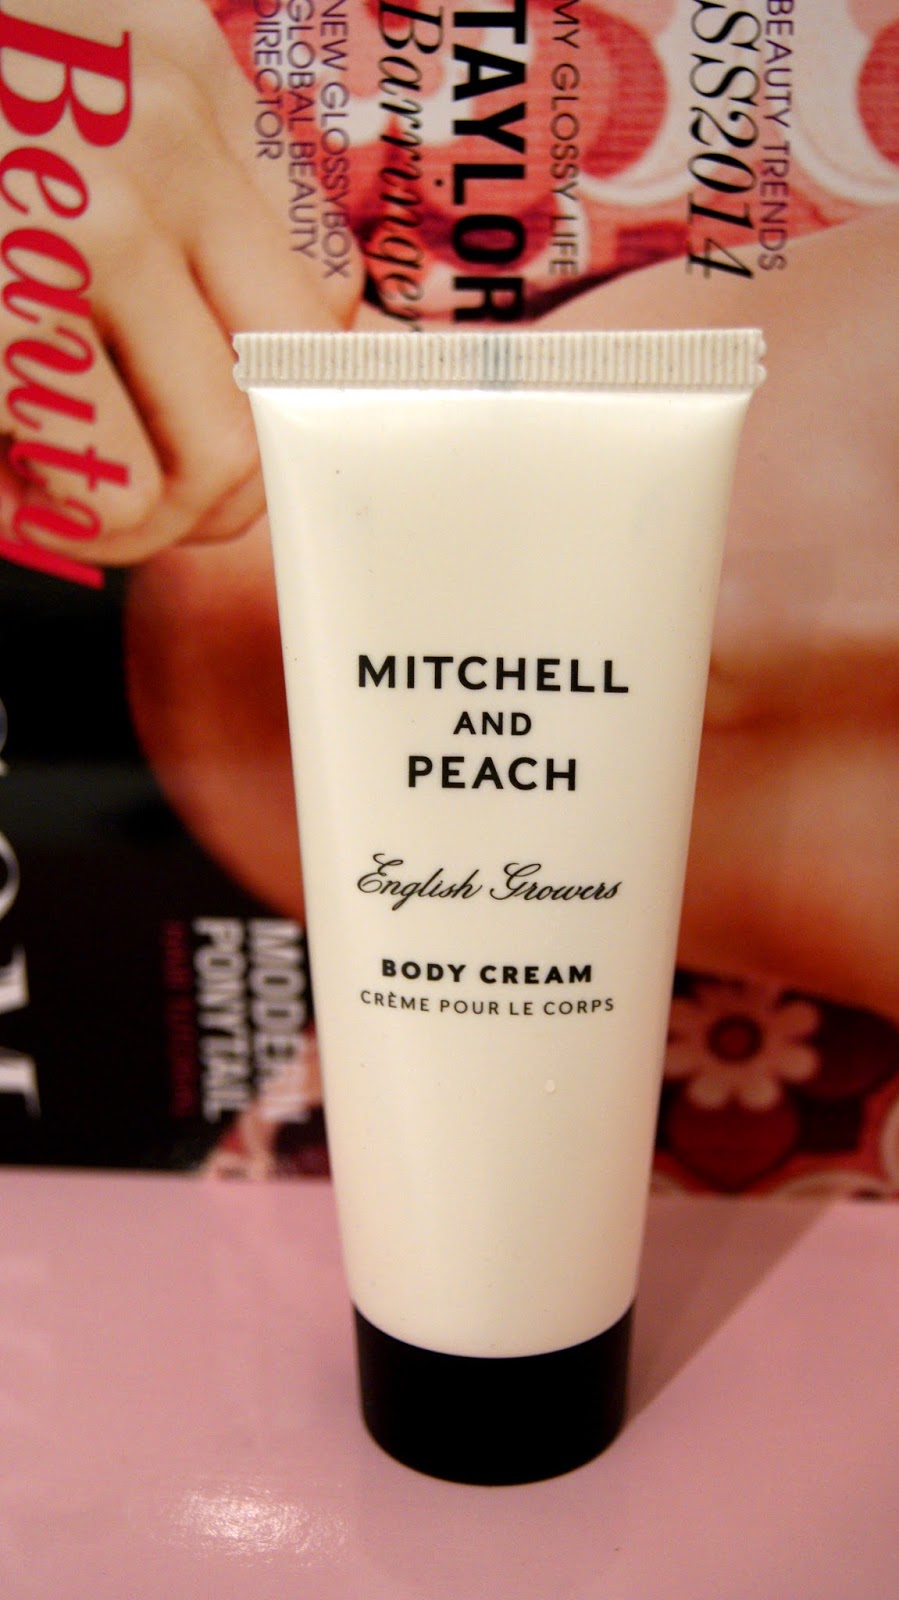 MITCHELL
AND
PEACH
English Growers
BODY CREAM
CRÈME POUR LE CORPS
BEAUTY TRENDS
SS2014
MY GLOSSY LIFE
TAYLOR
Barringer
NEW GLOSSYBOX
GLOBAL BEAUTY
DIRECTOR
Beauty
MODERN
PONYTAIL